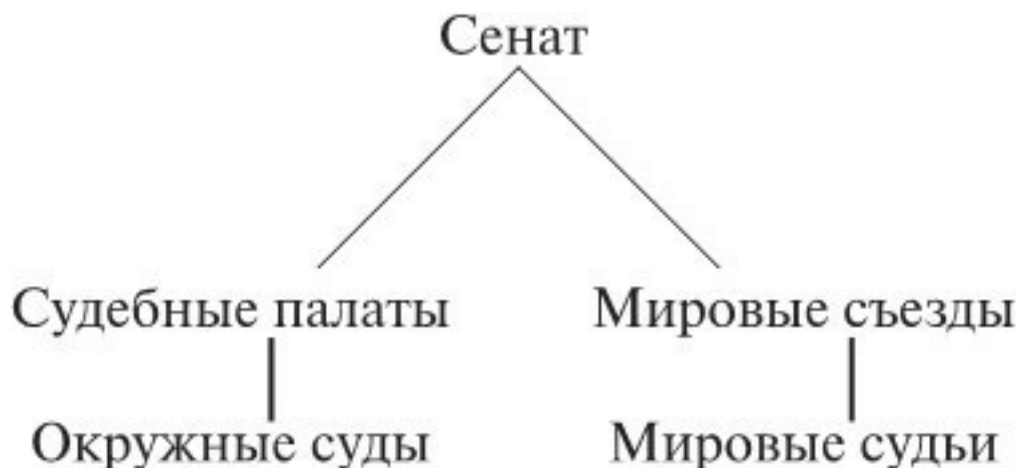 Сенат
Судебные палаты
Мировые съезды
Окружные суды
Мировые судьи